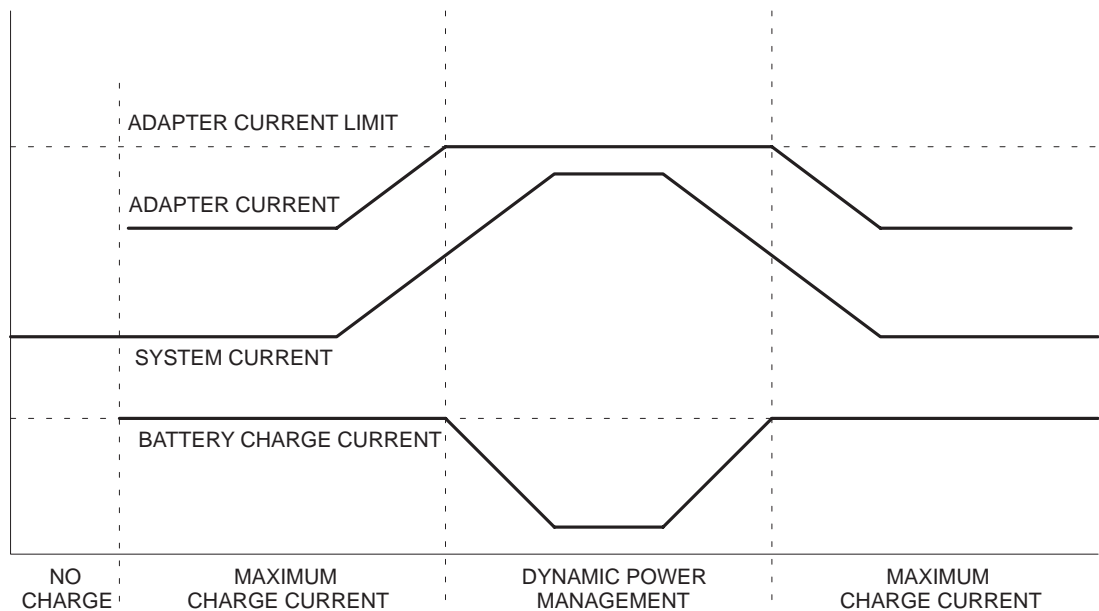 ADAPTER CURRENT LIMIT
ADAPTER CURRENT
SYSTEM CURRENT
BATTERY CHARGE CURRENT
NO
CHARGE
MAXIMUM
CHARGE CURRENT
DYNAMIC POWER
MANAGEMENT
MAXIMUM
CHARGE CURRENT